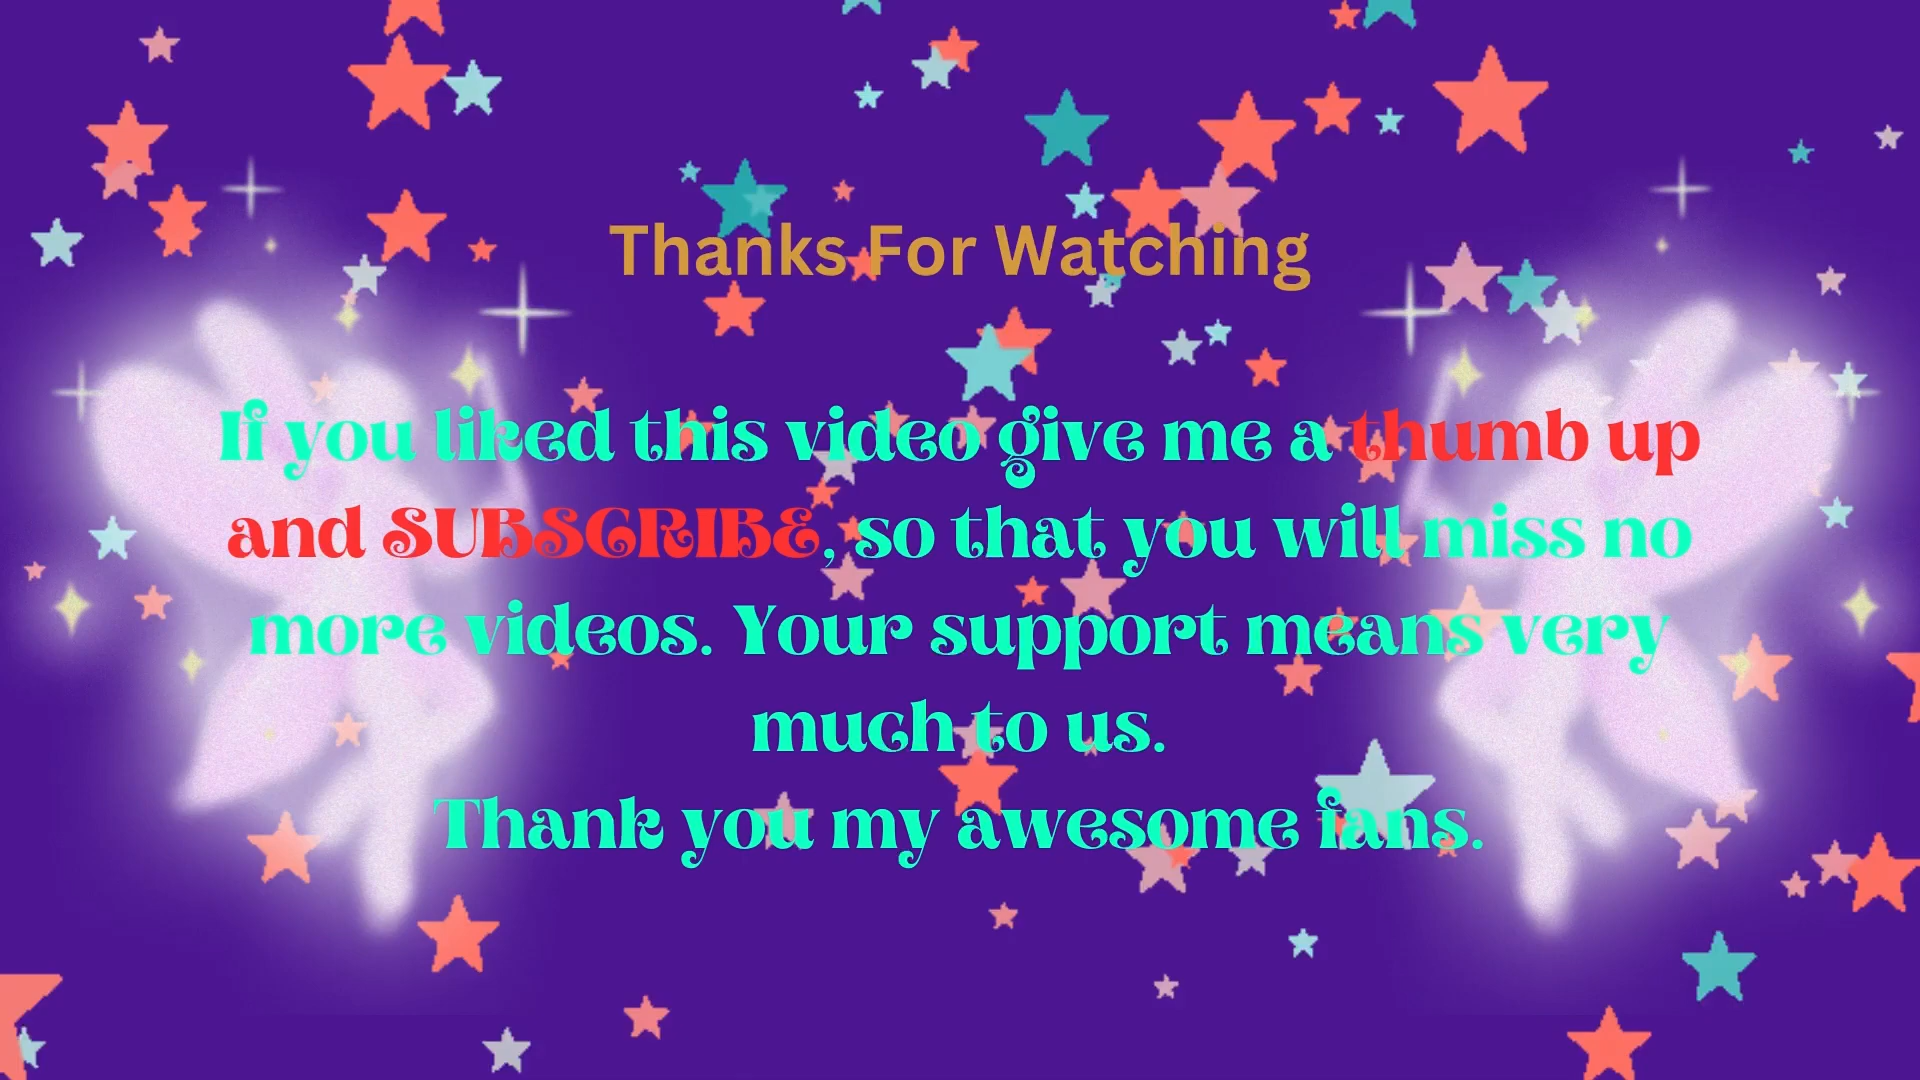 Thanks For Watching
If you liked this video give me a thumb up
and SUBSCRIBE, so that you will miss no
more videos. Your support means very
much to us.
Thank you my awesome fans.